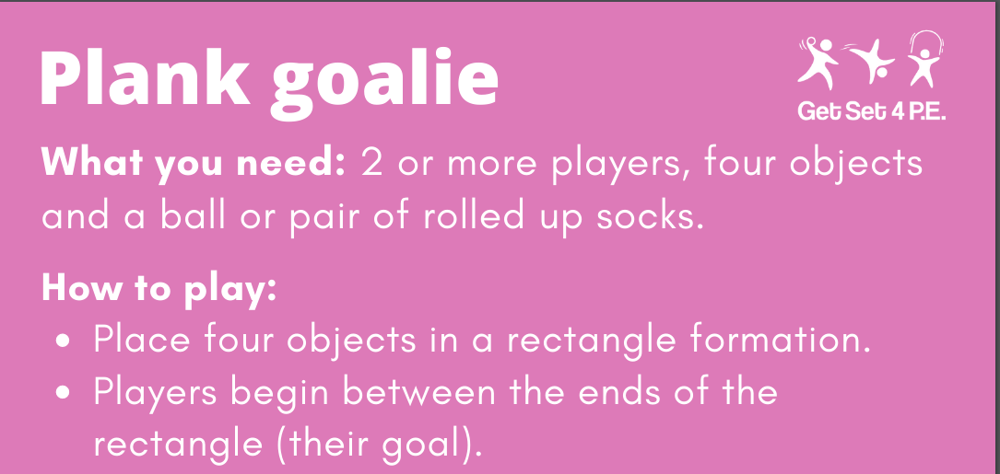 Plank goalie
Get Set 4 P.E.
What you need: 2 or more players, four objects
and a ball or pair of rolled up socks.
How to play:
• Place four objects in a rectangle formation.
• Players begin between the ends of the
rectangle (their goal).